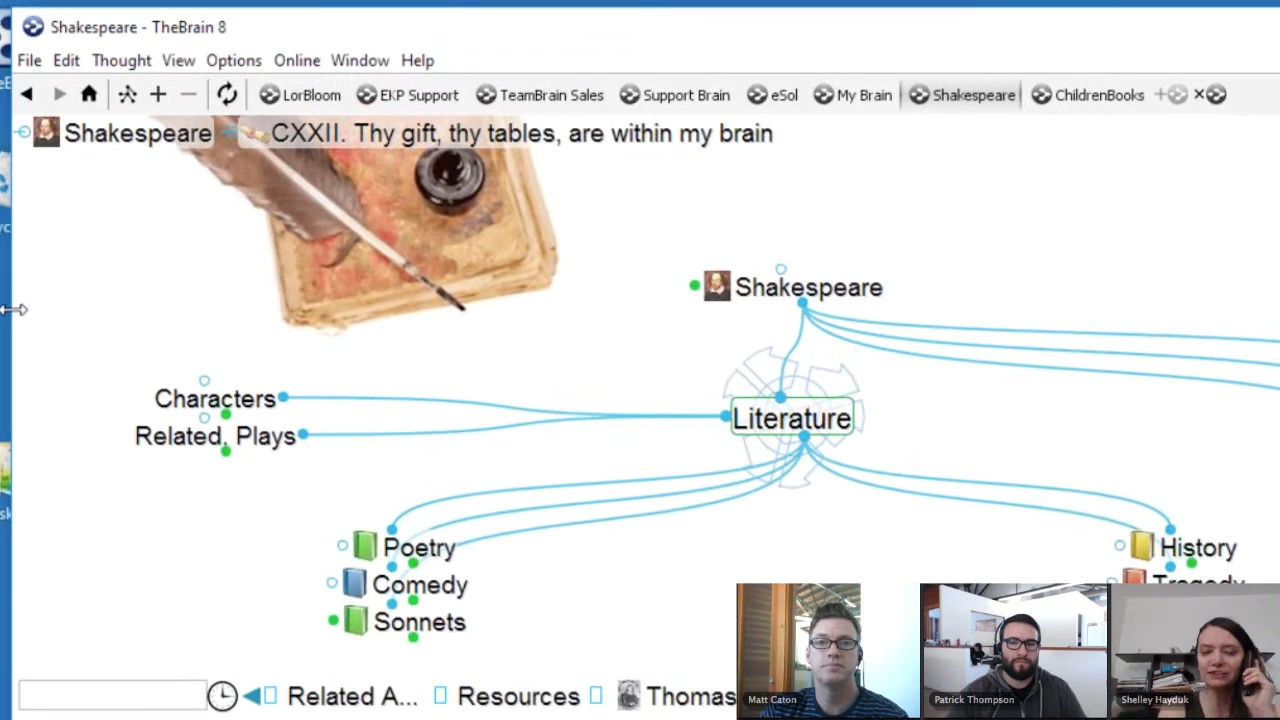 Shakespeare - TheBrain 8
File Edit Thought View Options Online Window Help
LorBloom EKP Support TeamBrain Sales Support Brain eSol My Brain Shakespeare ChildrenBooks
Shakespeare CXXII. Thy gift, thy tables, are within my brain
Shakespeare
Characters
Literature
Related, Plays
Poetry
History
Comedy
Tragedy
Sonnets
Related A... Resources Thomas
Matt Caton Patrick Thompson Shelley Hayduk